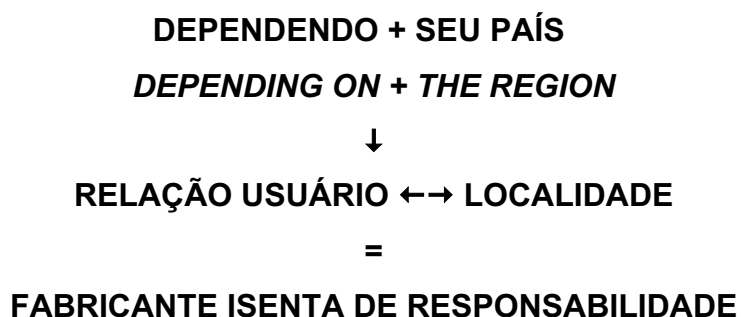 DEPENDENDO + SEU PAÍS
DEPENDING ON + THE REGION
↓
RELAÇÃO USUÁRIO ←→ LOCALIDADE
=
FABRICANTE ISENTA DE RESPONSABILIDADE